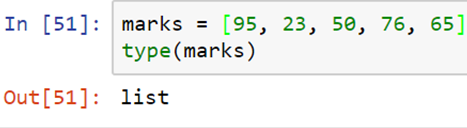 In [51]: marks = [95, 23, 50, 76, 65]
type(marks)
Out[51]: list